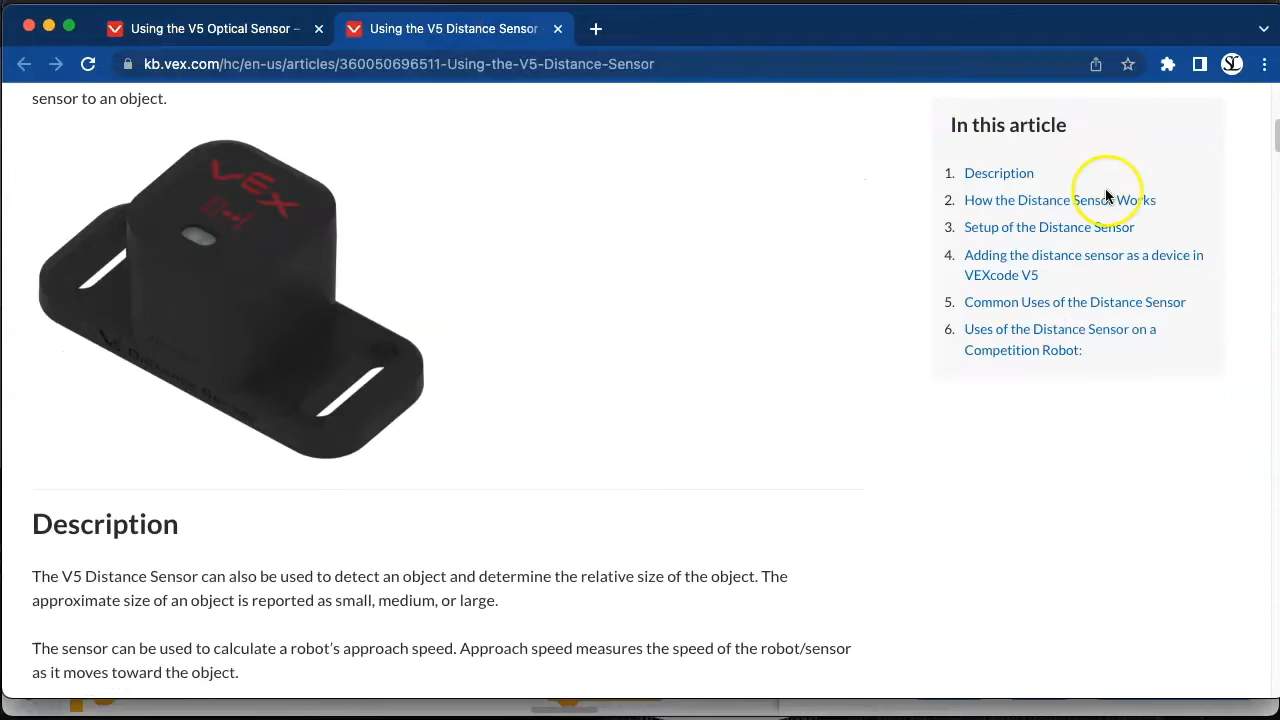 Using the V5 Optical Sensor –
Using the V5 Distance Sensor
kb.vex.com/hc/en-us/articles/360050696511-Using-the-V5-Distance-Sensor
SL
sensor to an object.
VEX
V5 Distance Sensor
In this article
1. Description
2. How the Distance Sensor Works
3. Setup of the Distance Sensor
4. Adding the distance sensor as a device in
VEXcode V5
5. Common Uses of the Distance Sensor
6. Uses of the Distance Sensor on a
Competition Robot:
Description
The V5 Distance Sensor can also be used to detect an object and determine the relative size of the object. The
approximate size of an object is reported as small, medium, or large.
The sensor can be used to calculate a robot’s approach speed. Approach speed measures the speed of the robot/sensor
as it moves toward the object.